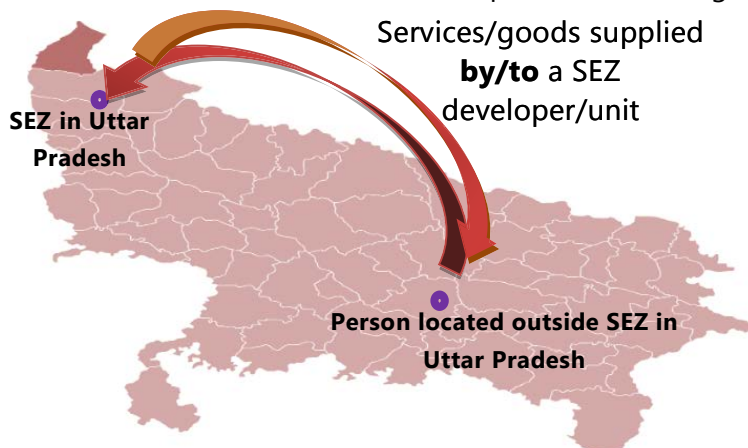 Services/goods supplied
by/to a SEZ
developer/unit
SEZ in Uttar
Pradesh
Person located outside SEZ in
Uttar Pradesh